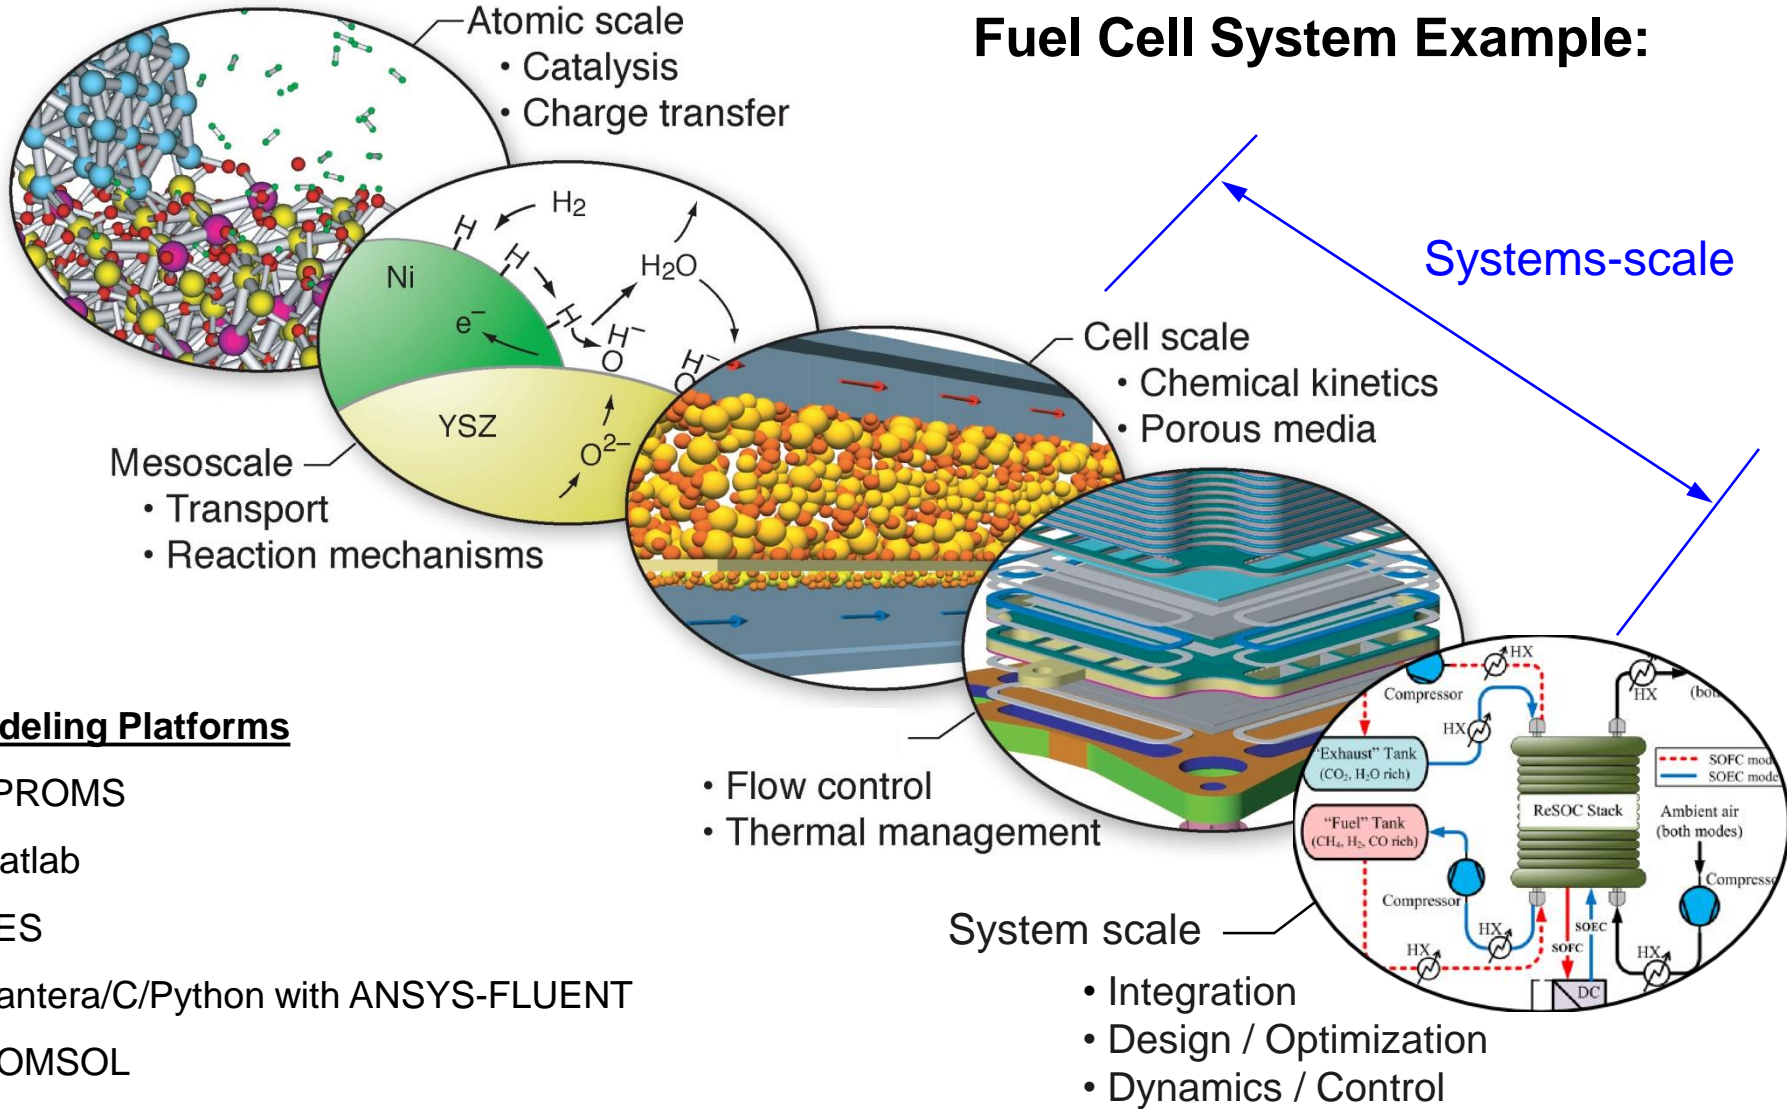 Fuel Cell System Example:
Atomic scale
• Catalysis
• Charge transfer
Systems-scale
H2
H
H
H
H2O
Ni
e−
H−
O
H−
YSZ
O2−
Mesoscale
• Transport
• Reaction mechanisms
Cell scale
• Chemical kinetics
• Porous media
• Flow control
• Thermal management
HX
Compressor
HX
HX
"Exhaust" Tank
(CO2, H2O rich)
SOFC
SOEC mode
ReSOC Stack
"Fuel" Tank
(CH4, H2, CO rich)
Ambient air
(both modes)
Compressor
HX
HX
HX
SOFC
SOEC
DC
System scale
• Integration
• Design / Optimization
• Dynamics / Control
deling Platforms
PROMS
atlab
ES
antera/C/Python with ANSYS-FLUENT
OMSOL